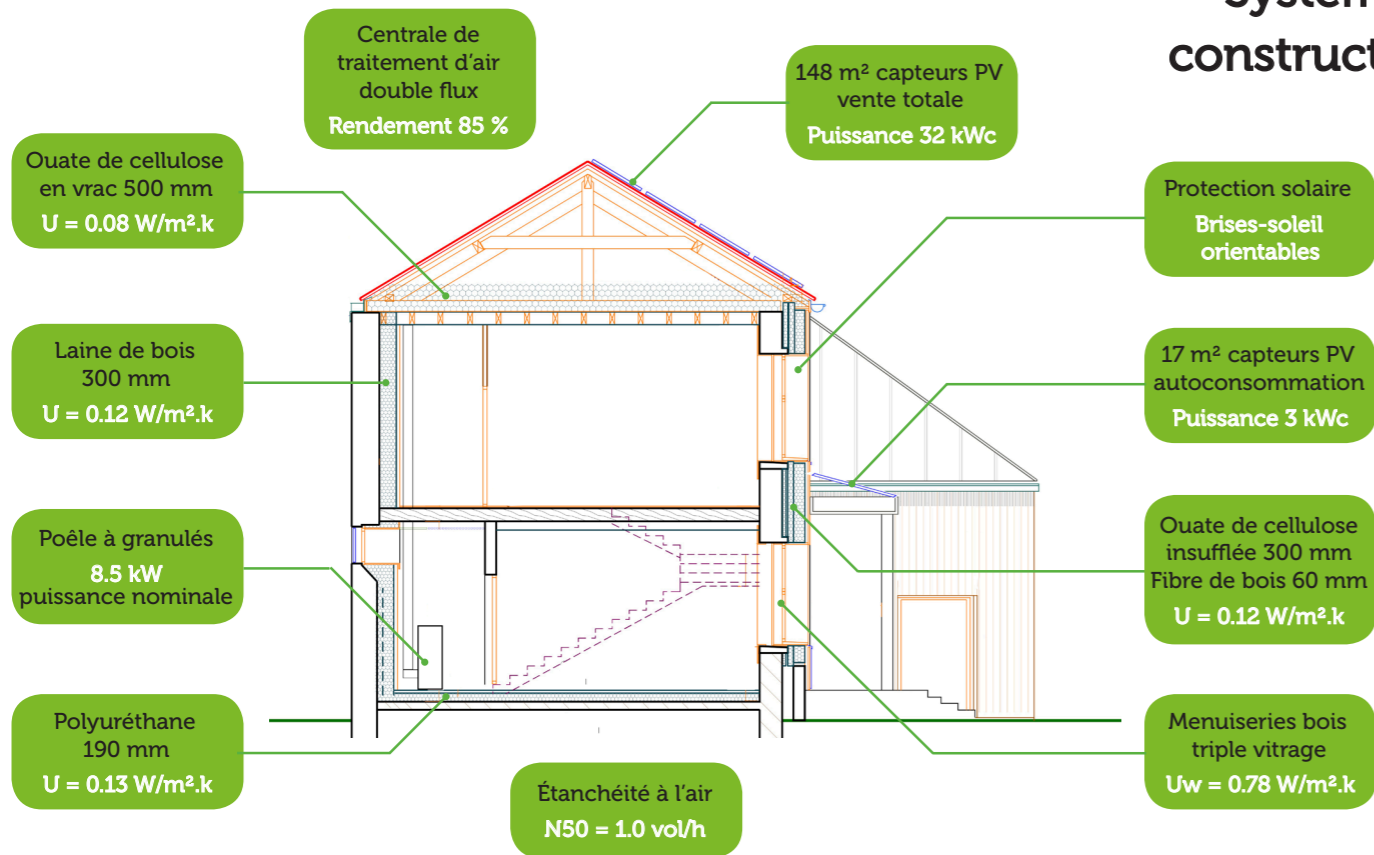 Systèm
construct
Centrale de
traitement d'air
double flux
Rendement 85 %
148 m² capteurs PV
vente totale
Puissance 32 kWc
Ouate de cellulose
en vrac 500 mm
U = 0.08 W/m².k
Protection solaire
Brises-soleil
orientables
Laine de bois
300 mm
U = 0.12 W/m².k
17 m² capteurs PV
autoconsommation
Puissance 3 kWc
Poêle à granulés
8.5 kW
puissance nominale
Ouate de cellulose
insufflée 300 mm
Fibre de bois 60 mm
U = 0.12 W/m².k
Polyuréthane
190 mm
U = 0.13 W/m².k
Menuiseries bois
triple vitrage
Uw = 0.78 W/m².k
Étanchéité à l'air
N50 = 1.0 vol/h